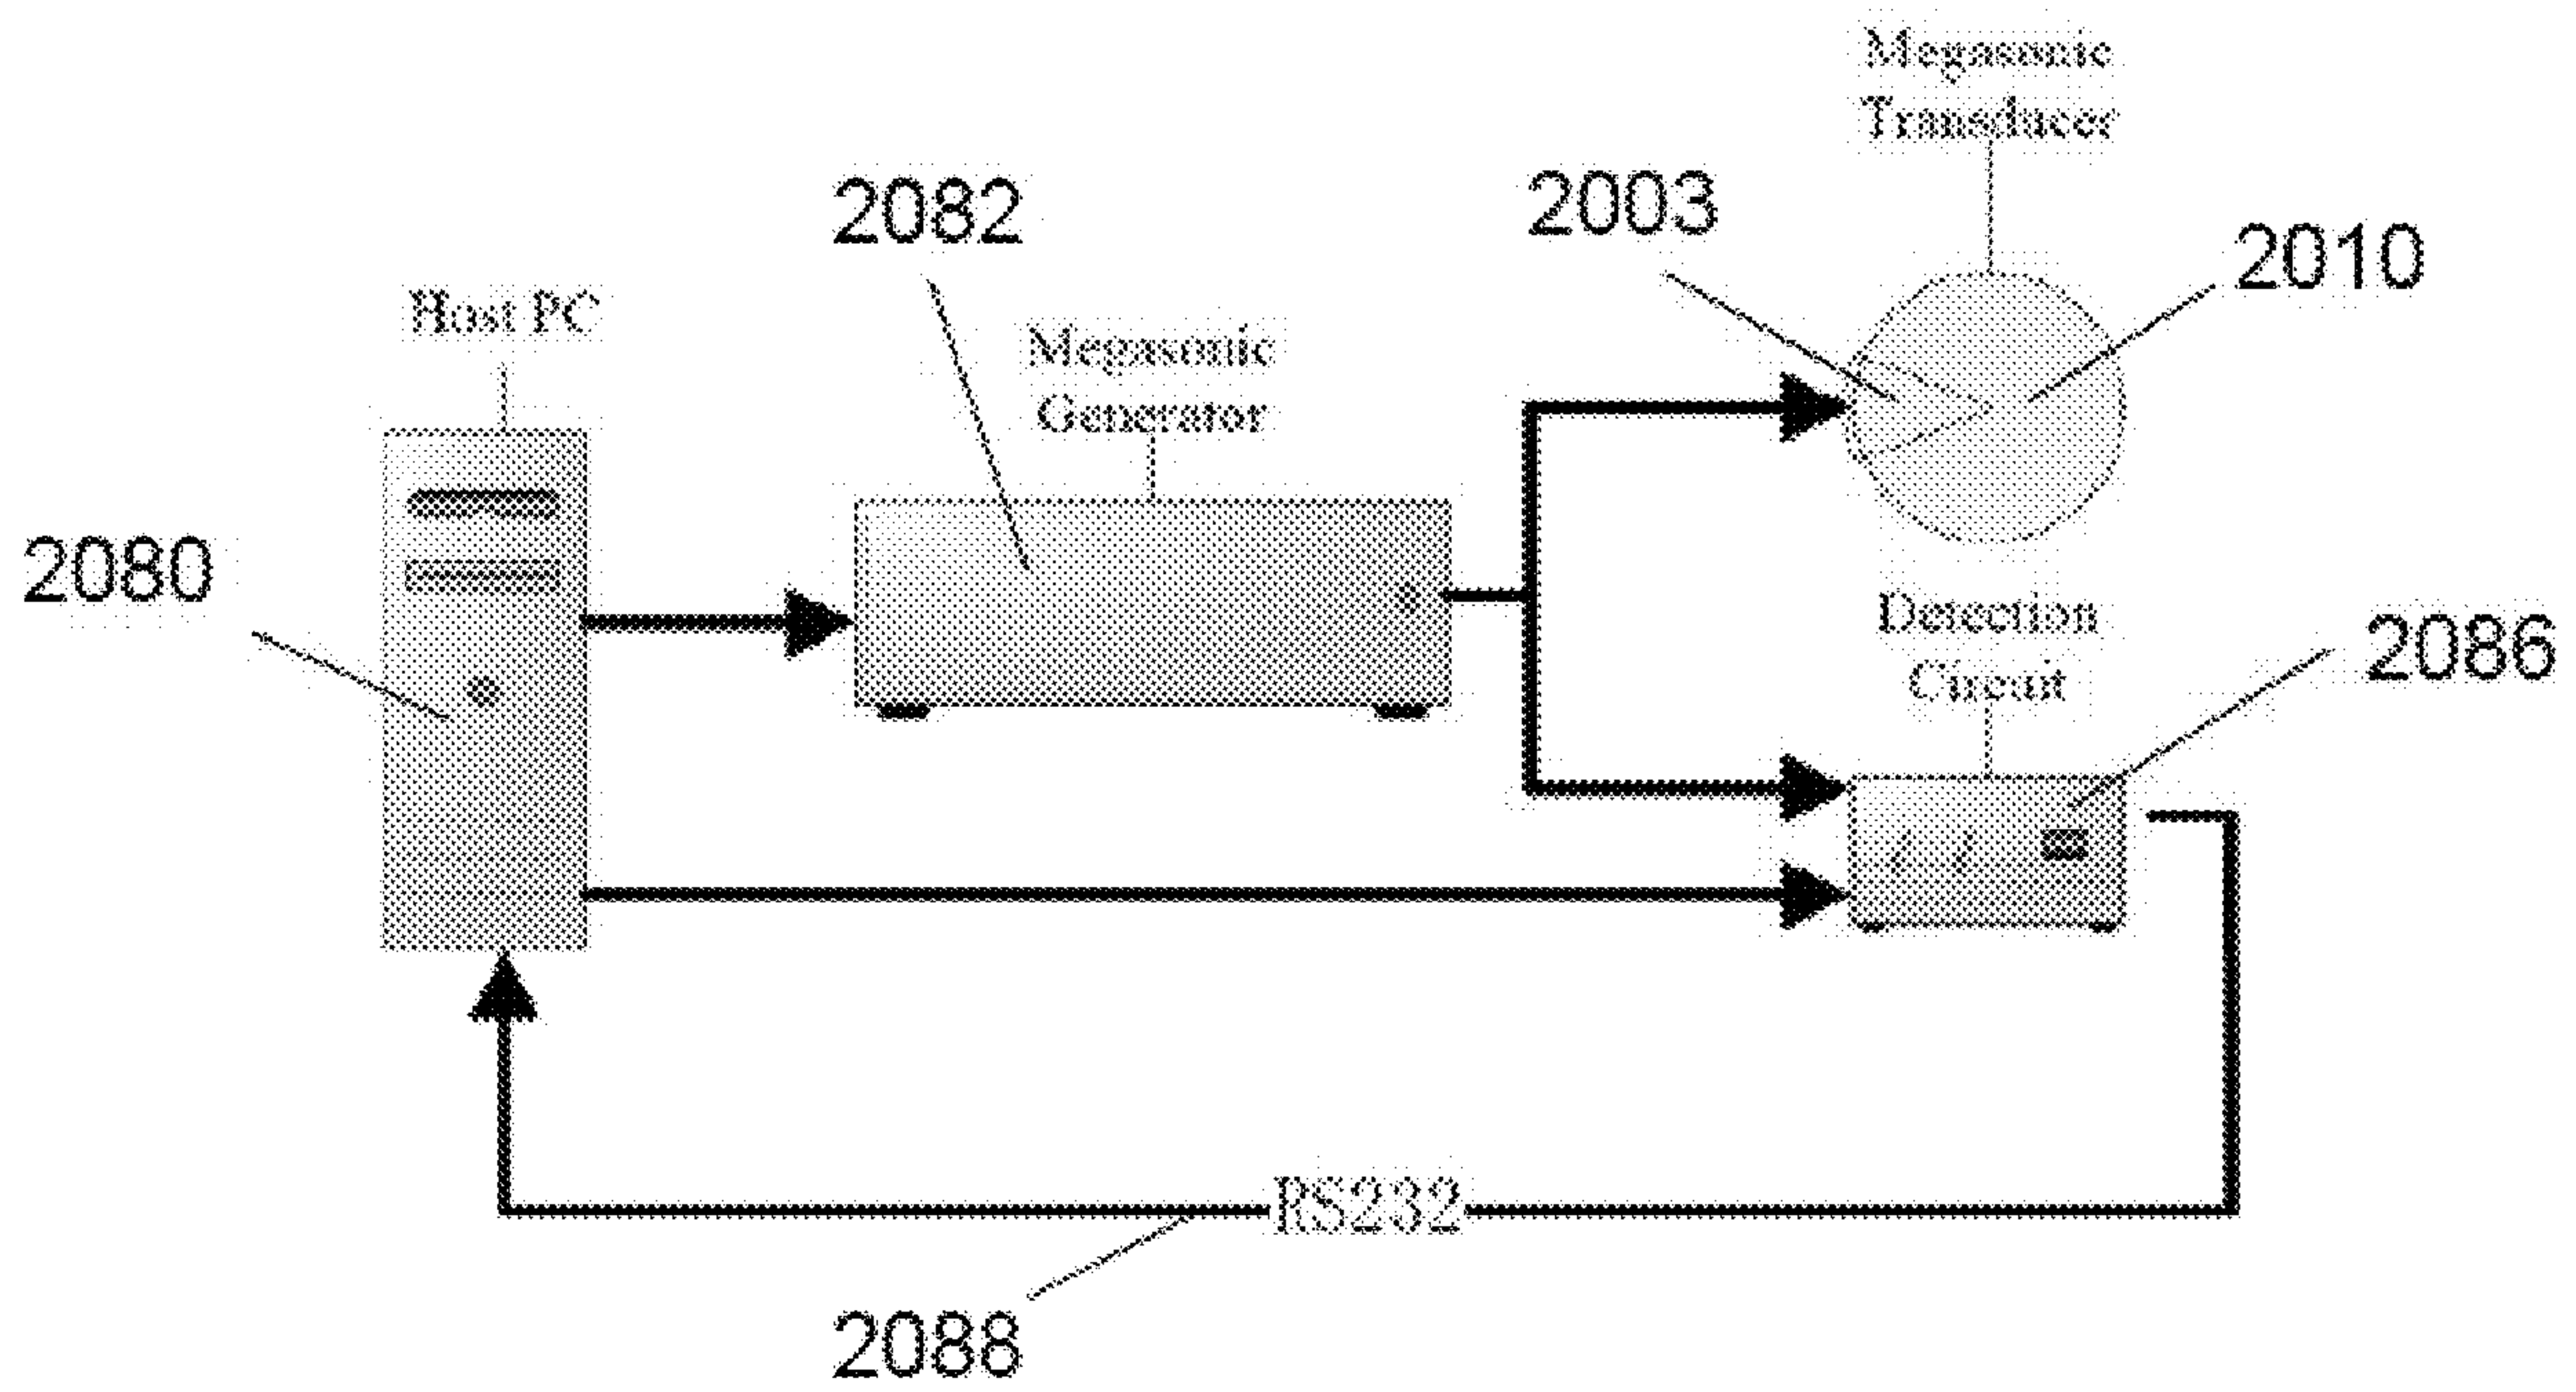 Megasonic
Transducer
2082
2003
2010
Host PC
Megasonic
Generator
2080
Detection
Circuit
2086
RS232
2088